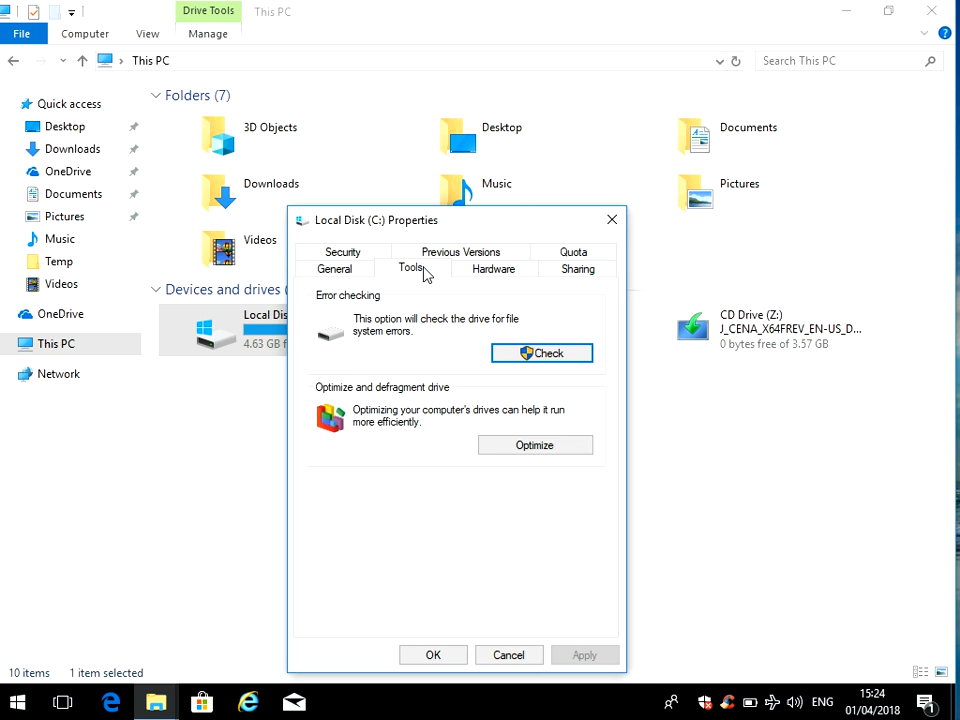 Drive Tools
This PC
File
Computer
View
Manage
This PC
Search This PC
Quick access
Desktop
Downloads
OneDrive
Documents
Pictures
Music
Temp
Videos
OneDrive
This PC
Network
Folders (7)
3D Objects
Desktop
Documents
Downloads
Music
Pictures
Videos
Devices and drives (
Local Dis
4.63 GB f
CD Drive (Z:)
J_CENA_X64FREV_EN-US_D...
0 bytes free of 3.57 GB
Local Disk (C:) Properties
Security
Previous Versions
Quota
General
Tools
Hardware
Sharing
Error checking
This option will check the drive for file
system errors.
Check
Optimize and defragment drive
Optimizing your computer's drives can help it run
more efficiently.
Optimize
OK
Cancel
Apply
10 items
1 item selected
ENG
15:24
01/04/2018
1